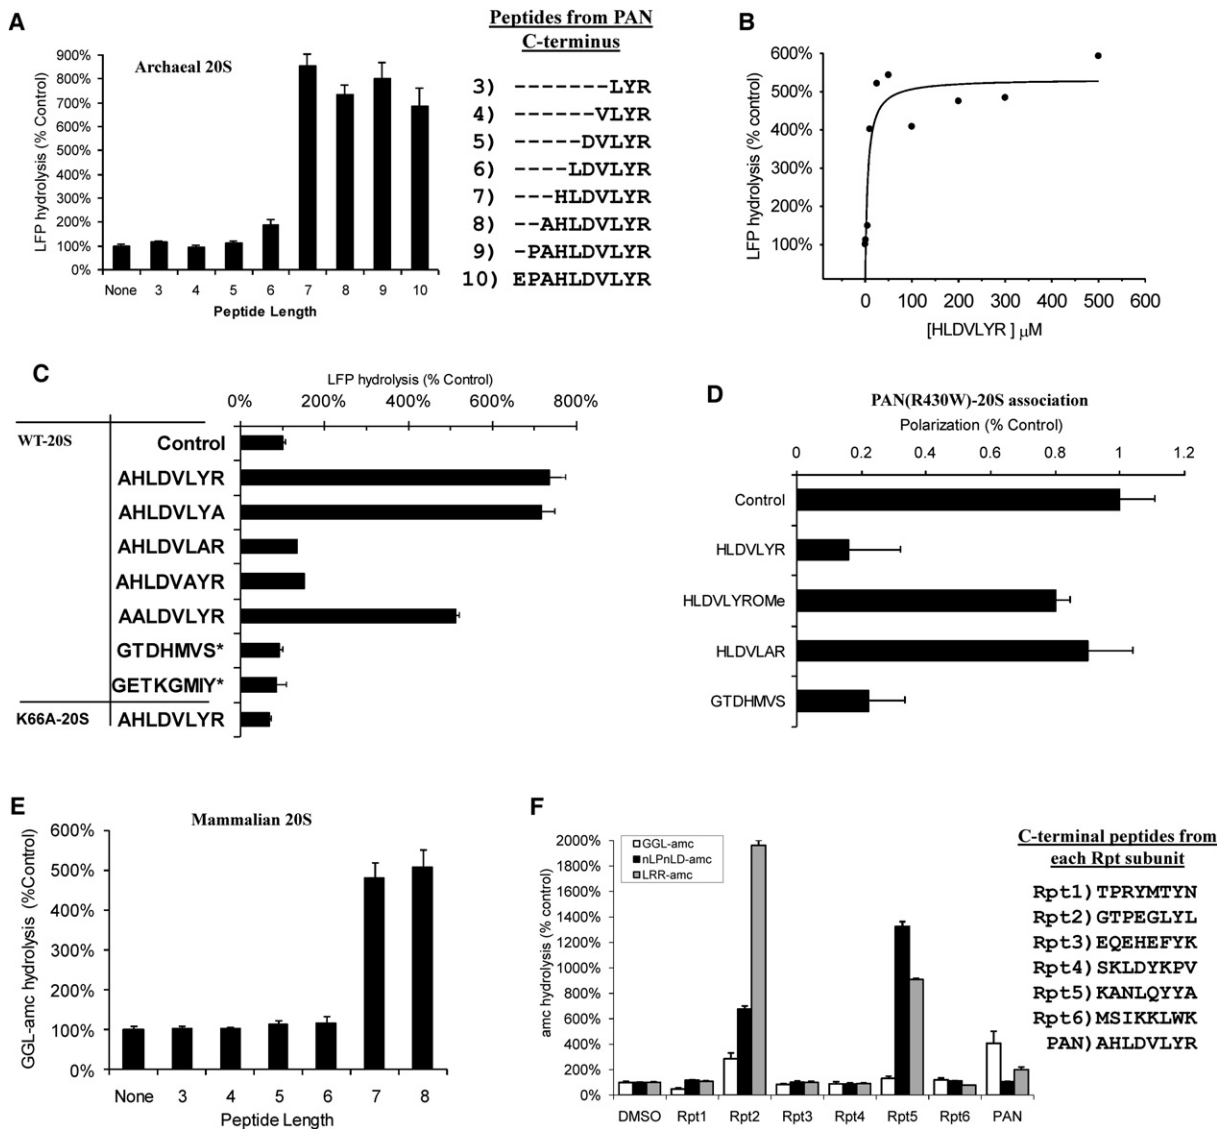 A
Archaeal 20S
LFP hydrolysis (% Control)
900%
800%
700%
600%
500%
400%
300%
200%
100%
0%
None 3 4 5 6 7 8 9 10
Peptide Length
Peptides from PAN
C-terminus
3) -------LYR
4) ------VLYR
5) -----DVLYR
6) ----LDVLYR
7) ---HLDVLYR
8) --AHLDVLYR
9) -PAHLDVLYR
10) EPAHLDVLYR
B
LFP hydrolysis (% control)
600%
500%
400%
300%
200%
100%
0 100 200 300 400 500 600
[HLDVLYR ] µM
C
LFP hydrolysis (% Control)
0% 200% 400% 600% 800%
WT-20S
Control
AHLDVLYR
AHLDVLYA
AHLDVLAR
AHLDVAYR
AALDVLYR
GTDHMVS*
GETKGMIY*
K66A-20S AHLDVLYR
D
PAN(R430W)-20S association
Polarization (% Control)
0 0.2 0.4 0.6 0.8 1 1.2
Control
HLDVLYR
HLDVLYROMe
HLDVLAR
GTDHMVS
E
Mammalian 20S
GGL-amc hydrolysis (%Control)
600%
500%
400%
300%
200%
100%
0%
None 3 4 5 6 7 8
Peptide Length
F
amc hydrolysis (% control)
2000%
1800%
1600%
1400%
1200%
1000%
800%
600%
400%
200%
0%
GGL-amc
nLPnLD-amc
LRR-amc
DMSO Rpt1 Rpt2 Rpt3 Rpt4 Rpt5 Rpt6 PAN
C-terminal peptides from
each Rpt subunit
Rpt1) TPRYMTYN
Rpt2) GTPEGLYL
Rpt3) EQEHEFYK
Rpt4) SKLDYKPV
Rpt5) KANLQYYA
Rpt6) MSIKKLWK
PAN) AHLDVLYR